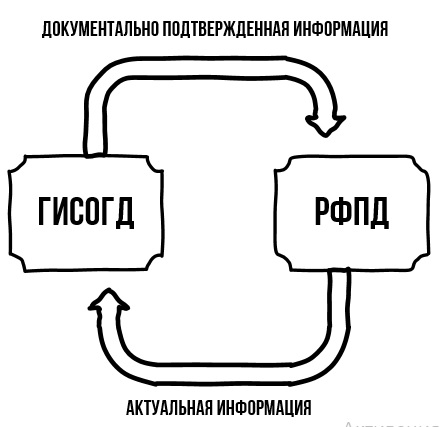 ДОКУМЕНТАЛЬНО ПОДТВЕРЖДЕННАЯ ИНФОРМАЦИЯ
ГИСОГД
РФПД
АКТУАЛЬНАЯ ИНФОРМАЦИЯ